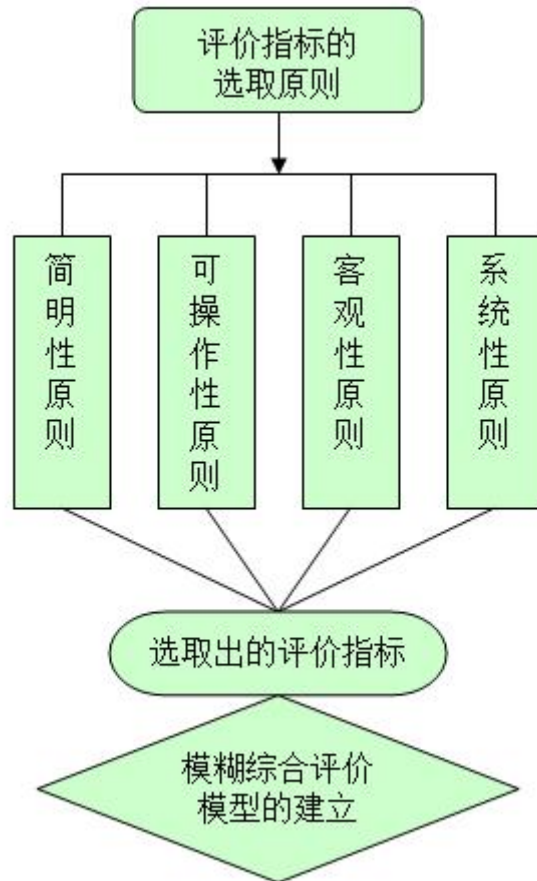 评价指标的
选取原则
简明性原则
可操作性原则
客观性原则
系统性原则
选取出的评价指标
模糊综合评价
模型的建立